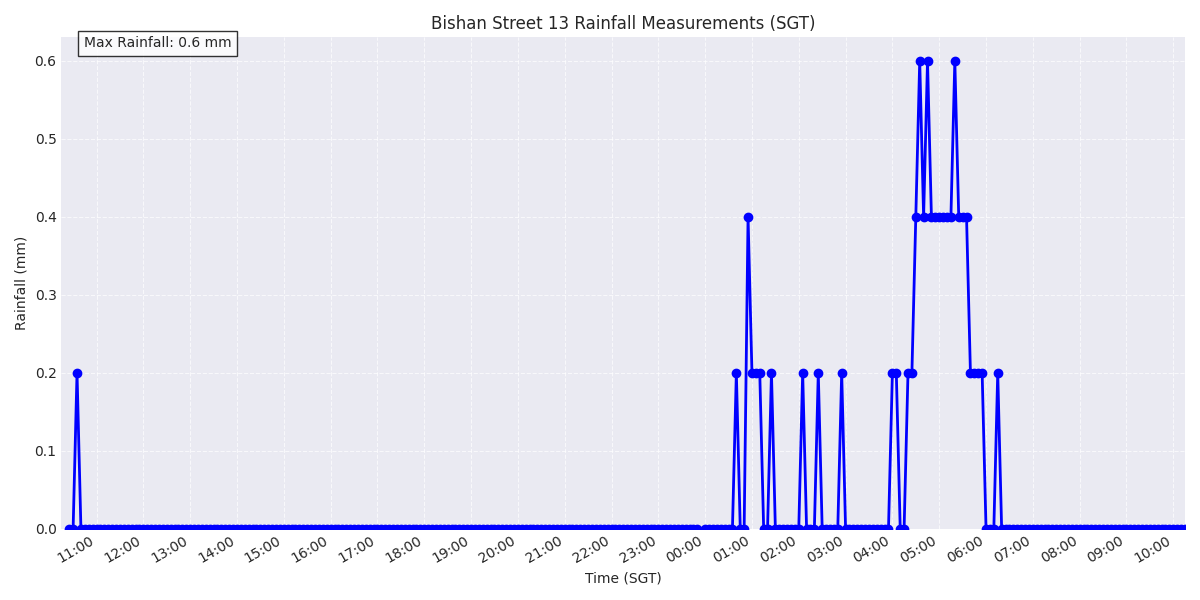 Bishan Street 13 Rainfall Measurements (SGT)
Max Rainfall: 0.6 mm
Rainfall (mm)
0.6
0.5
0.4
0.3
0.2
0.1
0.0
11:00 12:00 13:00 14:00 15:00 16:00 17:00 18:00 19:00 20:00 21:00 22:00 23:00 00:00 01:00 02:00 03:00 04:00 05:00 06:00 07:00 08:00 09:00 10:00
Time (SGT)